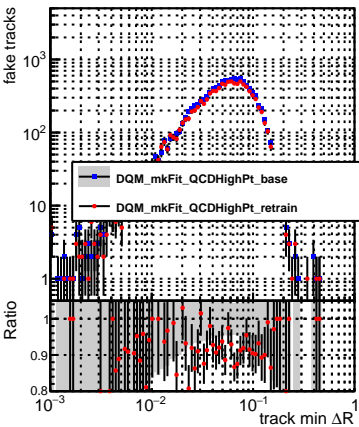 fake tracks
10³
10²
10
1
DQM_mkFit_QCDHighPt_base
DQM_mkFit_QCDHighPt_retrain
Ratio
1
0.9
0.8
10⁻³
10⁻²
10⁻¹
1
track min ΔR